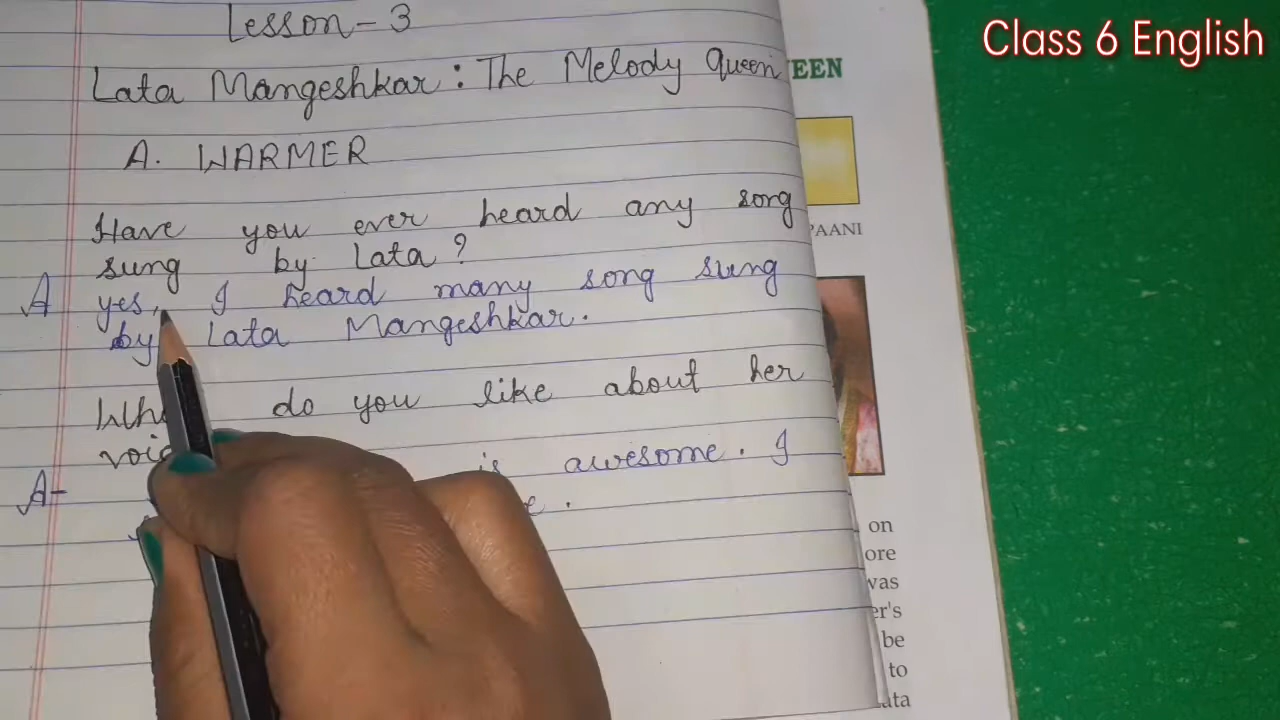 Class 6 English
Lesson-3
Lata Mangeshkar: The Melody Queen
A. WARMER
Have you ever heard any song
sung by Lata?
A yes, I heard many song sung
by Lata Mangeshkar.
do you like about her
A- is awesome. I
EEN
PAANI
on
ore
was
er's
be
to
ata